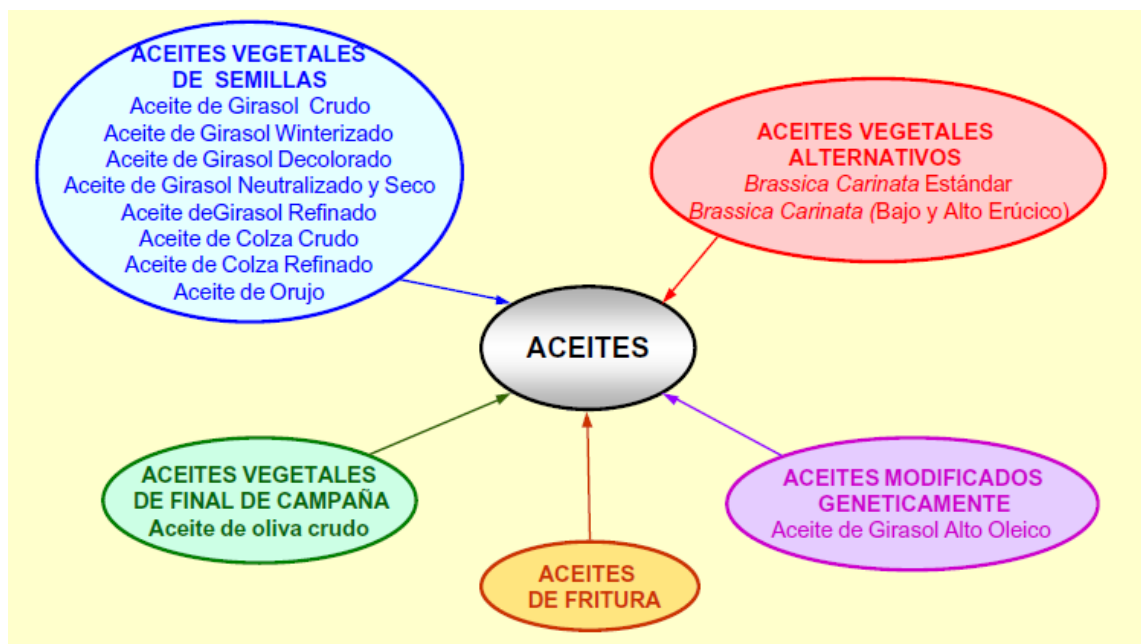 ACEITES VEGETALES
DE SEMILLAS
Aceite de Girasol Crudo
Aceite de Girasol Winterizado
Aceite de Girasol Decolorado
Aceite de Girasol Neutralizado y Seco
Aceite deGirasol Refinado
Aceite de Colza Crudo
Aceite de Colza Refinado
Aceite de Orujo
ACEITES VEGETALES
ALTERNATIVOS
Brassica Carinata Estándar
Brassica Carinata (Bajo y Alto Erúcico)
ACEITES
ACEITES VEGETALES
DE FINAL DE CAMPAÑA
Aceite de oliva crudo
ACEITES
DE FRITURA
ACEITES MODIFICADOS
GENETICAMENTE
Aceite de Girasol Alto Oleico